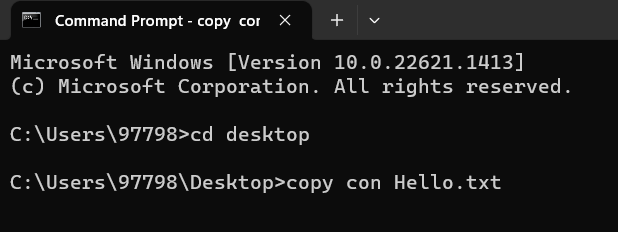 Command Prompt - copy cor
Microsoft Windows [Version 10.0.22621.1413]
(c) Microsoft Corporation. All rights reserved.
C:\Users\97798>cd desktop
C:\Users\97798\Desktop>copy con Hello.txt